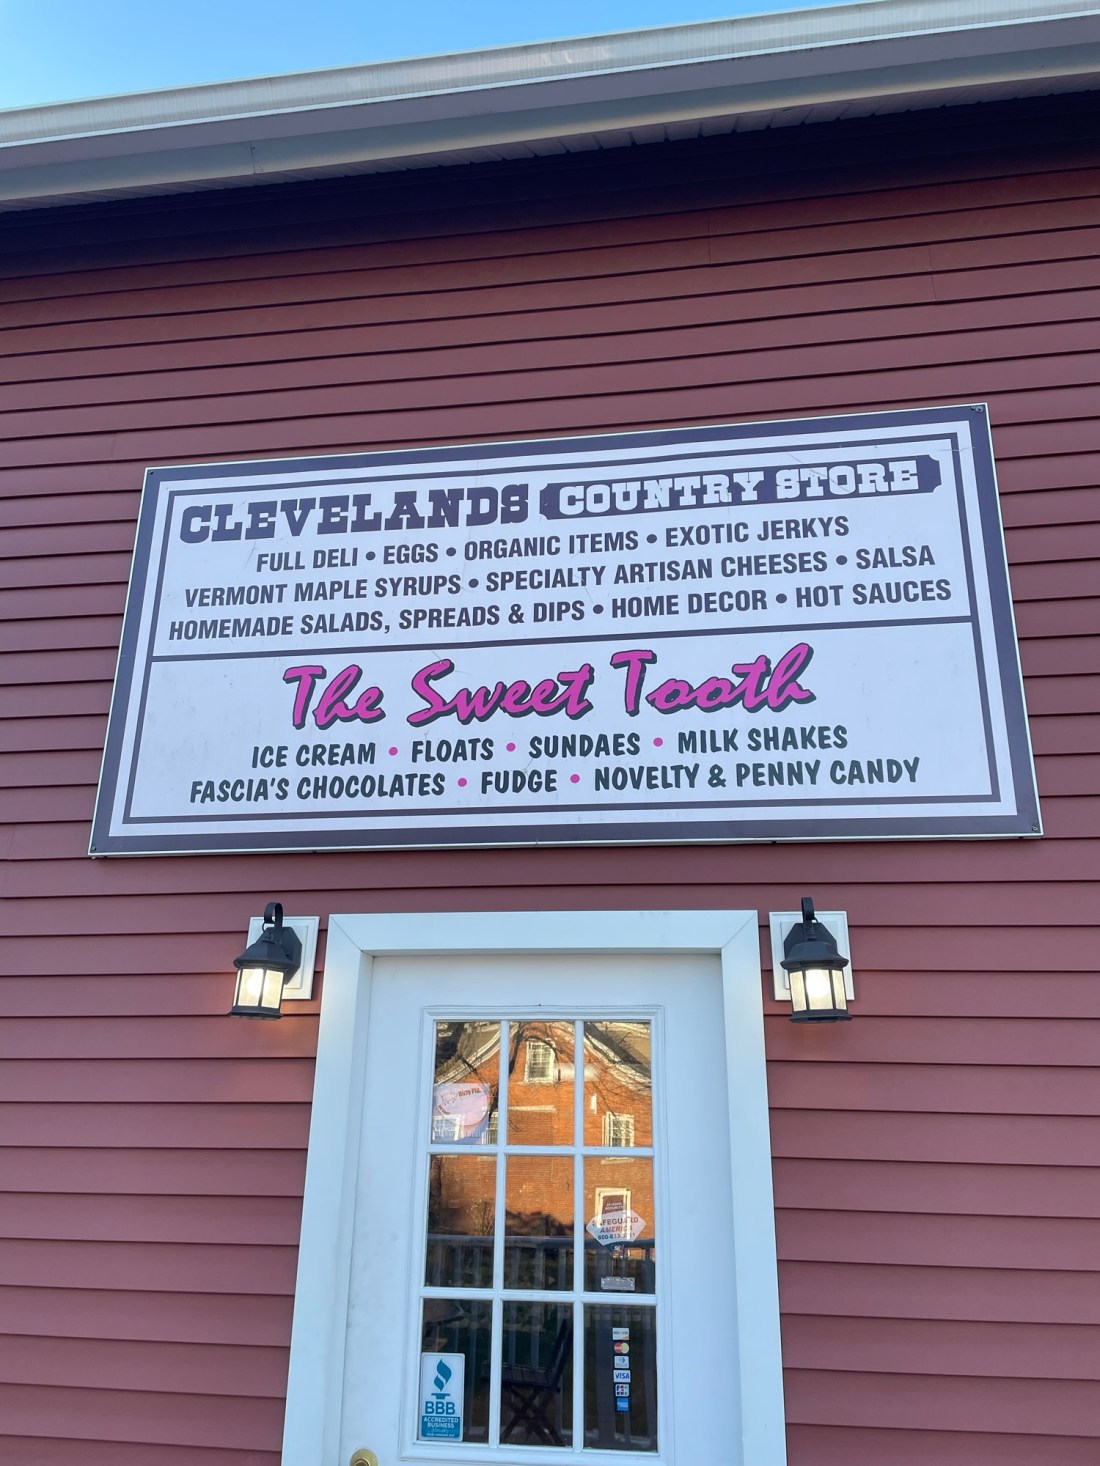 CLEVELANDS COUNTRY STORE
FULL DELI • EGGS • ORGANIC ITEMS • EXOTIC JERKYS
VERMONT MAPLE SYRUPS • SPECIALTY ARTISAN CHEESES • SALSA
HOMEMADE SALADS, SPREADS & DIPS • HOME DECOR • HOT SAUCES
The Sweet Tooth
ICE CREAM • FLOATS • SUNDAES • MILK SHAKES
FASCIA'S CHOCOLATES • FUDGE • NOVELTY & PENNY CANDY
SAFEGUARD
AMERICA
VISA
BBB
ACCREDITED
BUSINESS